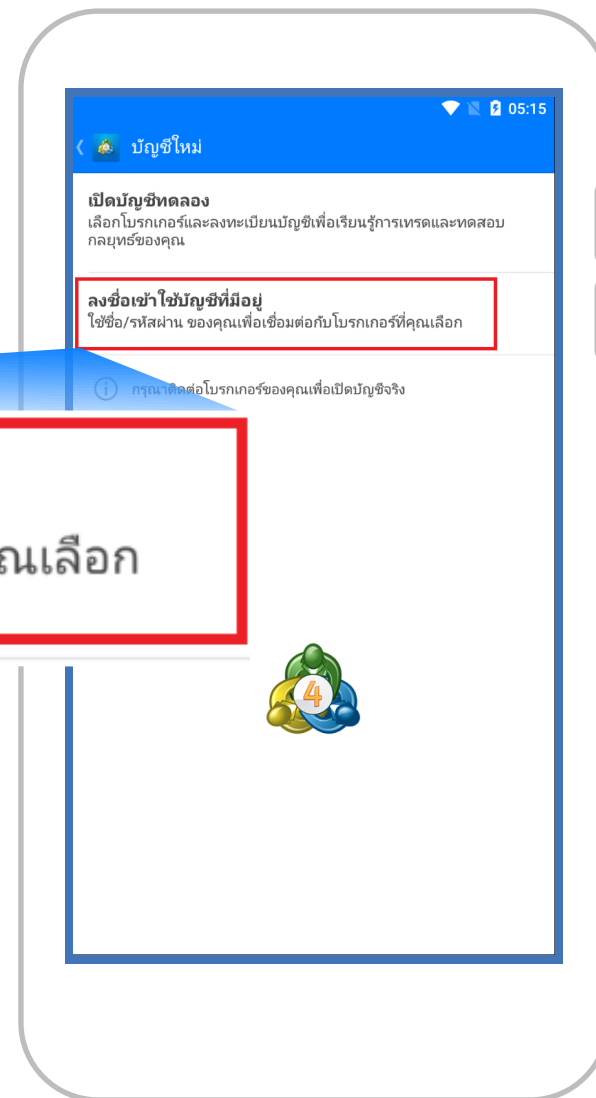 05:15
บัญชีใหม่
เปิดบัญชีทดลอง
เลือกโบรกเกอร์และลงทะเบียนบัญชีเพื่อเรียนรู้การเทรดและทดสอบ
กลยุทธ์ของคุณ
ลงชื่อเข้าใช้บัญชีที่มีอยู่
ใช้ชื่อ/รหัสผ่าน ของคุณเพื่อเชื่อมต่อกับโบรกเกอร์ที่คุณเลือก
กรุณาติดต่อโบรกเกอร์ของคุณเพื่อเปิดบัญชีจริง
ุณเลือก
4